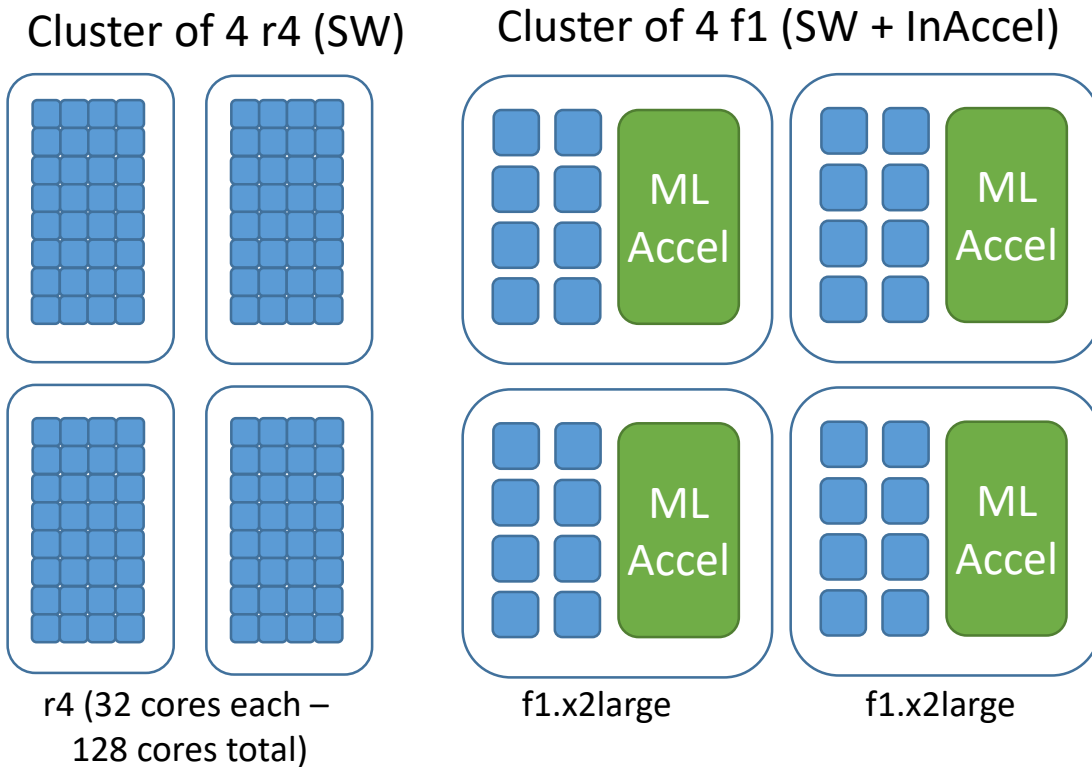 Cluster of 4 r4 (SW)
Cluster of 4 f1 (SW + InAccel)
ML
Accel
ML
Accel
ML
Accel
ML
Accel
r4 (32 cores each –
128 cores total)
f1.x2large
f1.x2large